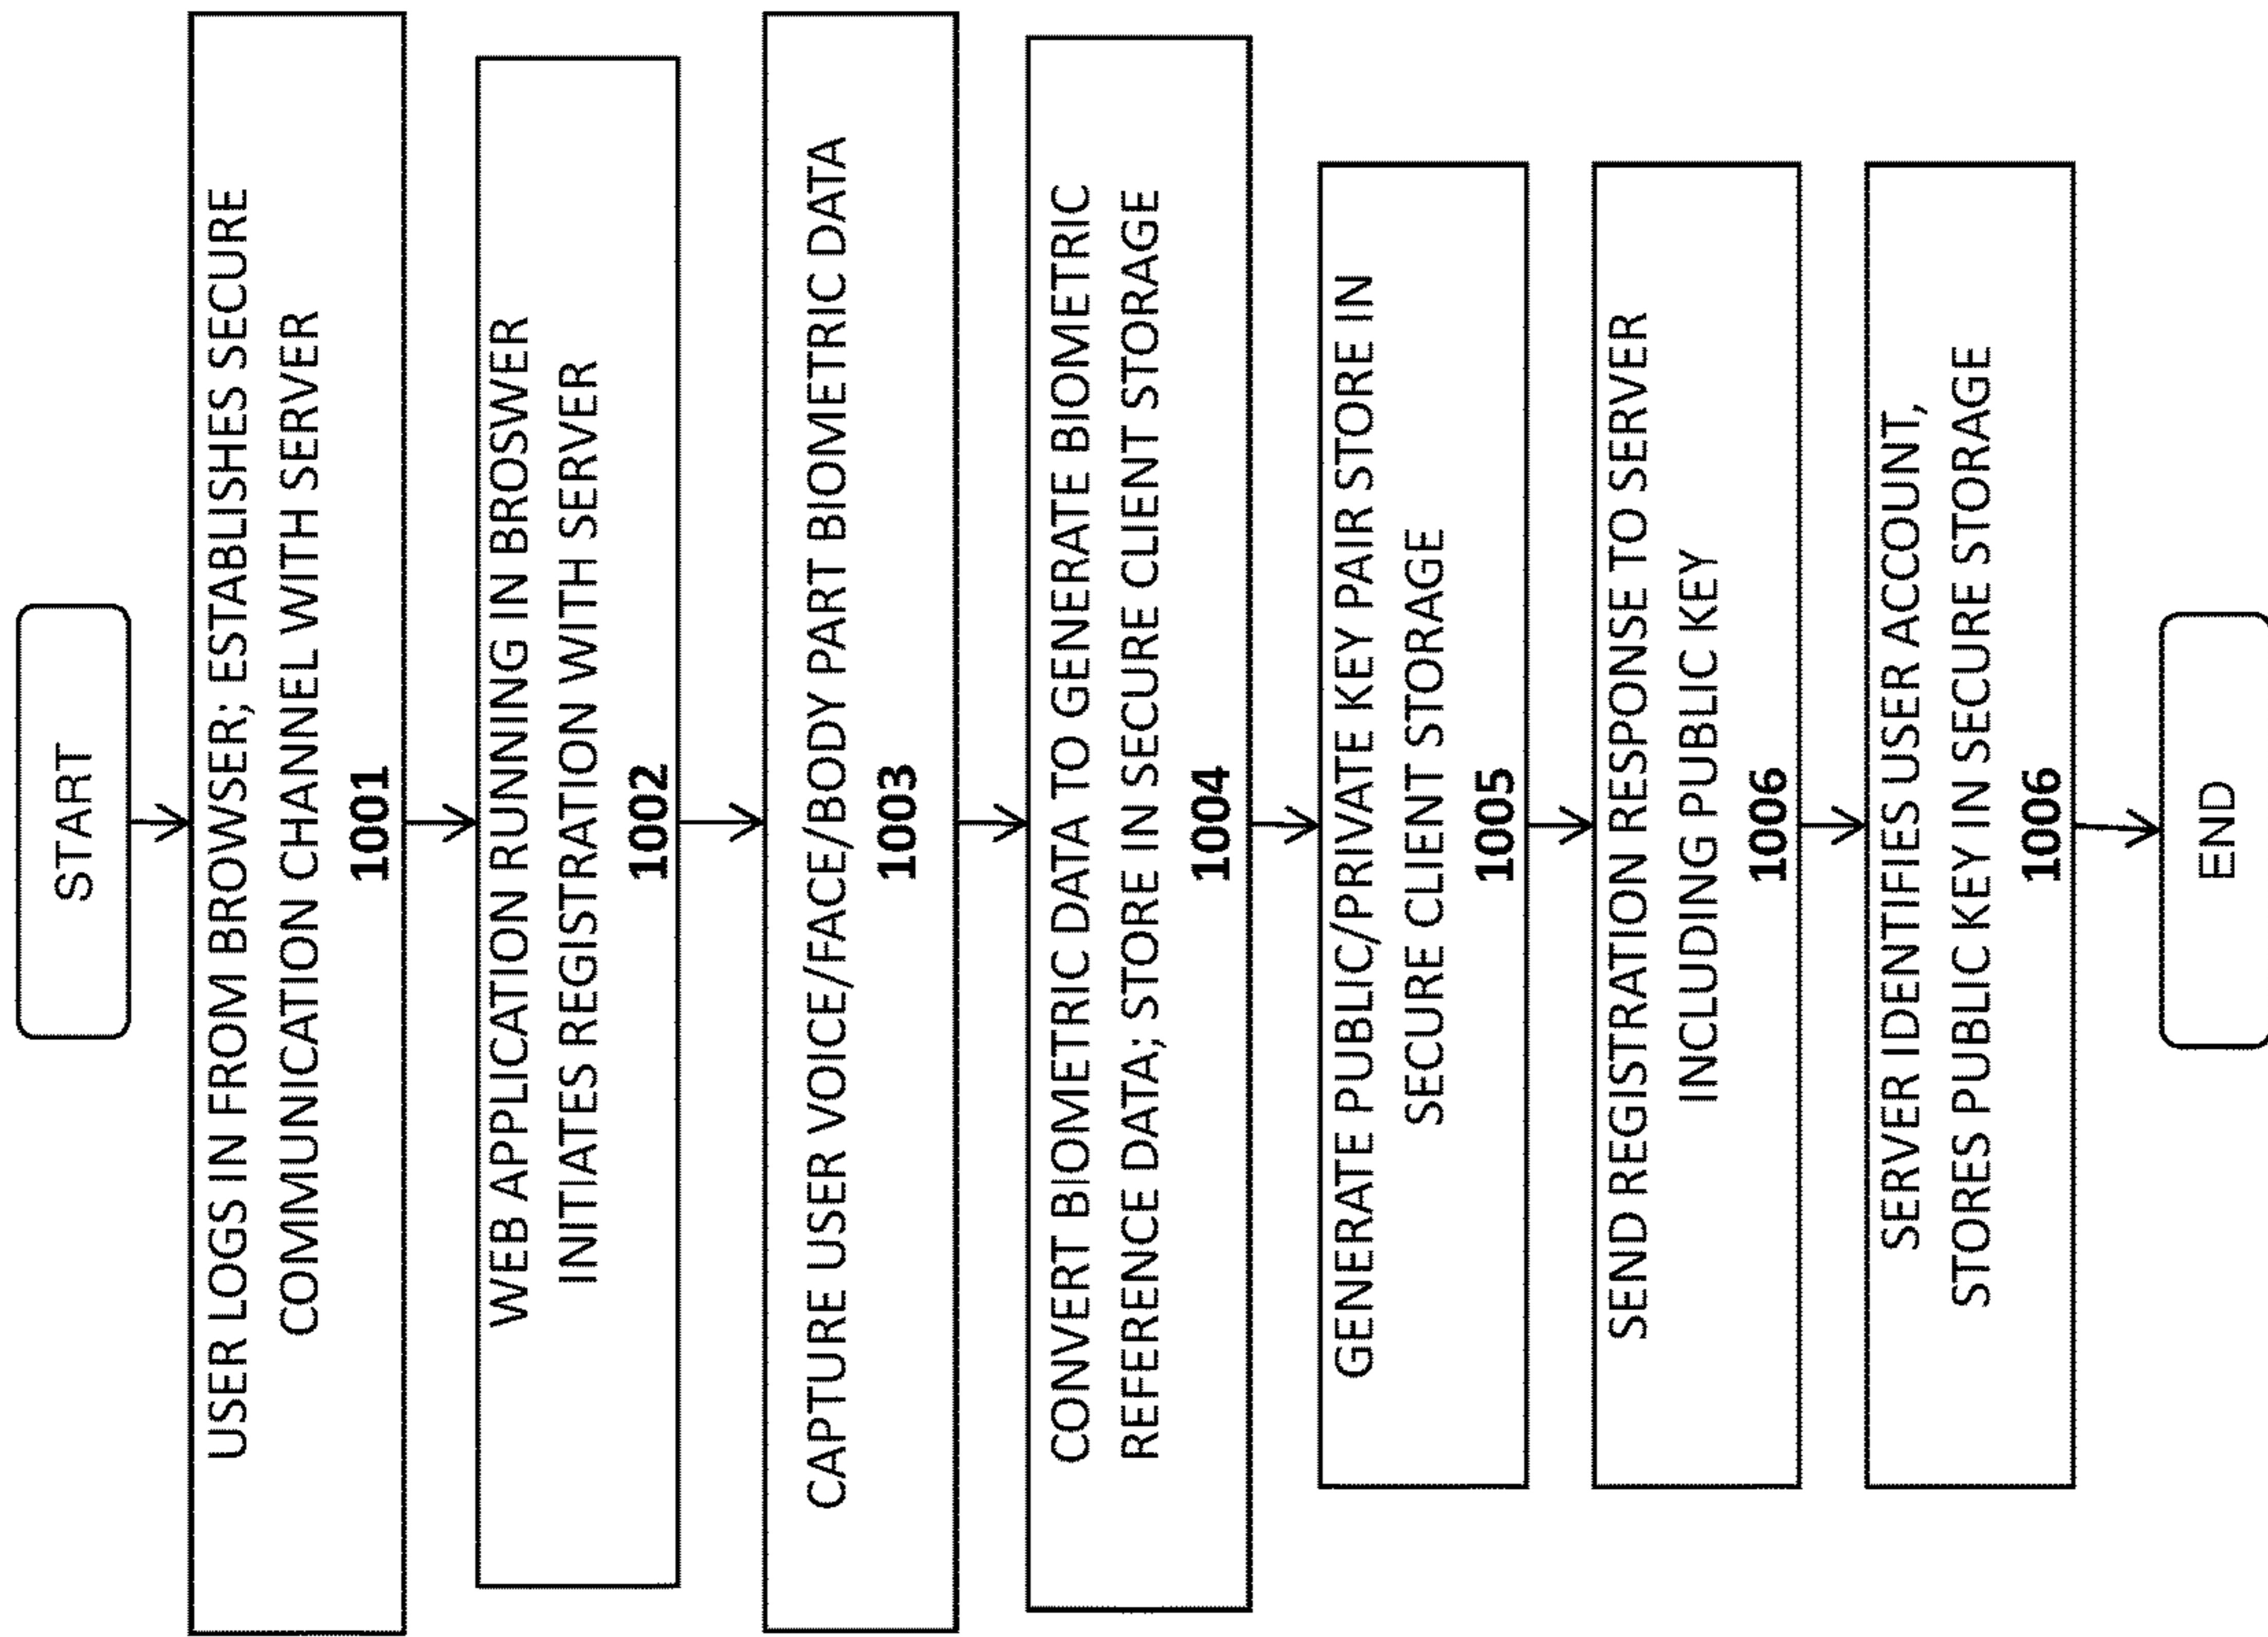 START
USER LOGS IN FROM BROWSER; ESTABLISHES SECURE
COMMUNICATION CHANNEL WITH SERVER
1001
WEB APPLICATION RUNNING IN BROSWER
INITIATES REGISTRATION WITH SERVER
1002
CAPTURE USER VOICE/FACE/BODY PART BIOMETRIC DATA
1003
CONVERT BIOMETRIC DATA TO GENERATE BIOMETRIC
REFERENCE DATA; STORE IN SECURE CLIENT STORAGE
1004
GENERATE PUBLIC/PRIVATE KEY PAIR STORE IN
SECURE CLIENT STORAGE
1005
SEND REGISTRATION RESPONSE TO SERVER
INCLUDING PUBLIC KEY
1006
SERVER IDENTIFIES USER ACCOUNT,
STORES PUBLIC KEY IN SECURE STORAGE
1006
END